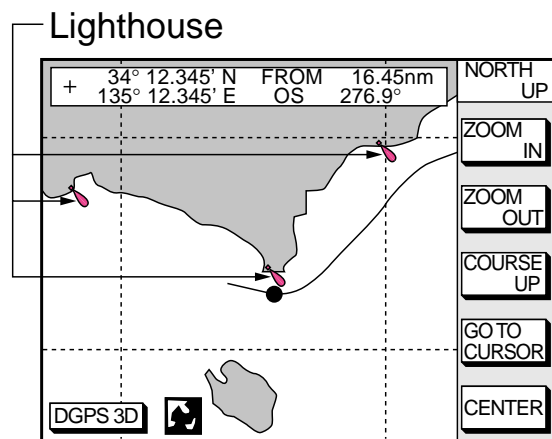 Lighthouse
+ 34° 12.345’ N FROM 16.45nm
135° 12.345’ E OS 276.9°
NORTH
UP
ZOOM
IN
ZOOM
OUT
COURSE
UP
GO TO
CURSOR
CENTER
DGPS 3D